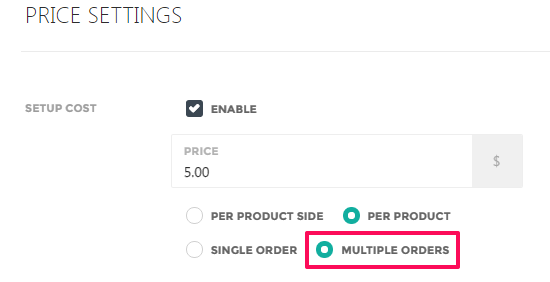 PRICE SETTINGS
SETUP COST
ENABLE
PRICE
5.00
$
PER PRODUCT SIDE PER PRODUCT
SINGLE ORDER MULTIPLE ORDERS